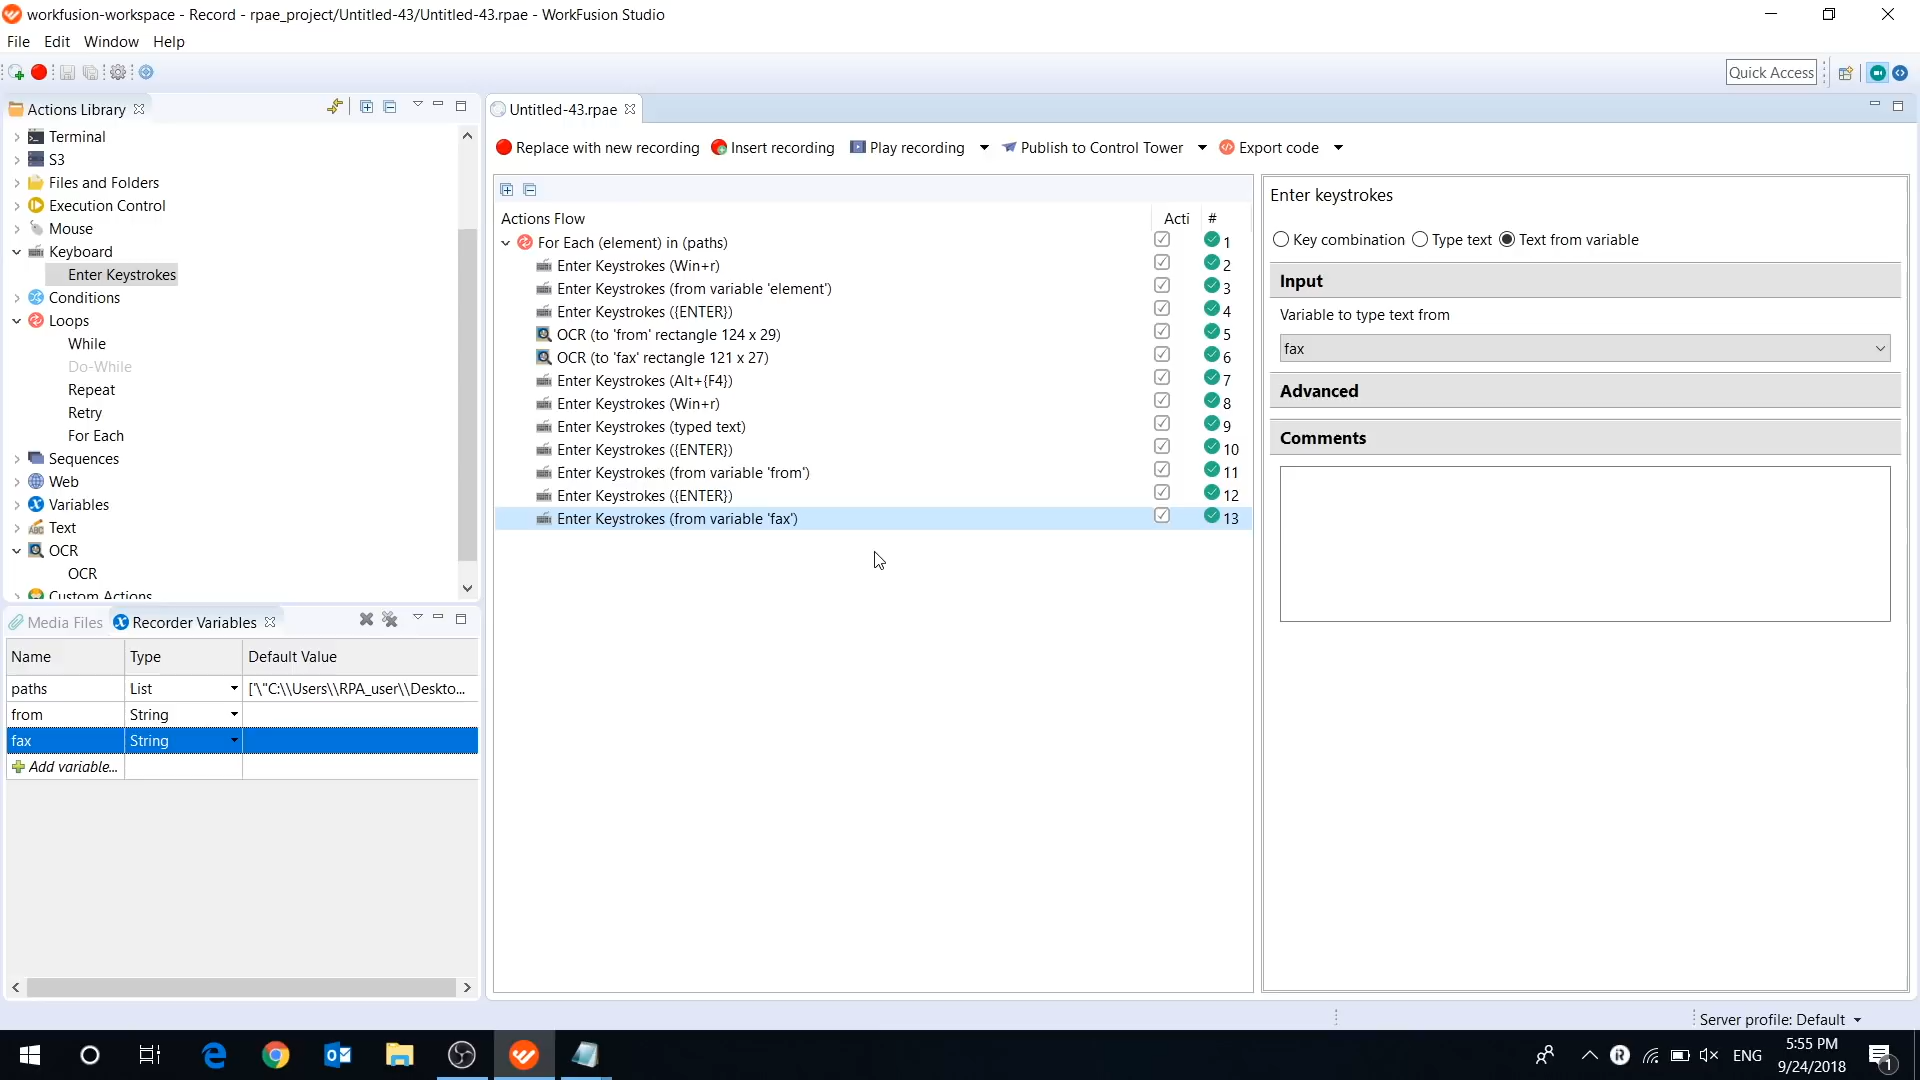 workfusion-workspace - Record - rpae_project/Untitled-43/Untitled-43.rpae - WorkFusion Studio
File Edit Window Help
Quick Access
Actions Library
Terminal
S3
Files and Folders
Execution Control
Mouse
Keyboard
Enter Keystrokes
Conditions
Loops
While
Do-While
Repeat
Retry
For Each
Sequences
Web
Variables
Text
OCR
OCR
Custom Actions
Media Files Recorder Variables
Name Type Default Value
paths List ['\"C:\\Users\\RPA_user\\Deskto...
from String
fax String
Add variable...
Untitled-43.rpae
Replace with new recording Insert recording Play recording Publish to Control Tower Export code
Actions Flow Acti #
For Each (element) in (paths) 1
Enter Keystrokes (Win+r) 2
Enter Keystrokes (from variable 'element') 3
Enter Keystrokes ({ENTER}) 4
OCR (to 'from' rectangle 124 x 29) 5
OCR (to 'fax' rectangle 121 x 27) 6
Enter Keystrokes (Alt+{F4}) 7
Enter Keystrokes (Win+r) 8
Enter Keystrokes (typed text) 9
Enter Keystrokes ({ENTER}) 10
Enter Keystrokes (from variable 'from') 11
Enter Keystrokes ({ENTER}) 12
Enter Keystrokes (from variable 'fax') 13
Enter keystrokes
Key combination Type text Text from variable
Input
Variable to type text from
fax
Advanced
Comments
Server profile: Default
ENG
5:55 PM
9/24/2018
1